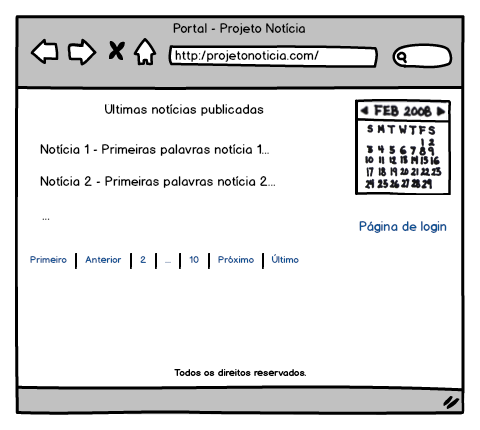 Portal - Projeto Notícia
http:/projetonoticia.com/
Ultimas notícias publicadas
FEB 2008
S M T W T F S
1 2
3 4 5 6 7 8 9
10 11 12 13 14 15 16
17 18 19 20 21 22 23
24 25 26 27 28 29
Notícia 1 - Primeiras palavras notícia 1...
Notícia 2 - Primeiras palavras notícia 2...
...
Página de login
Primeiro | Anterior | 2 | ... | 10 | Próximo | Último
Todos os direitos reservados.